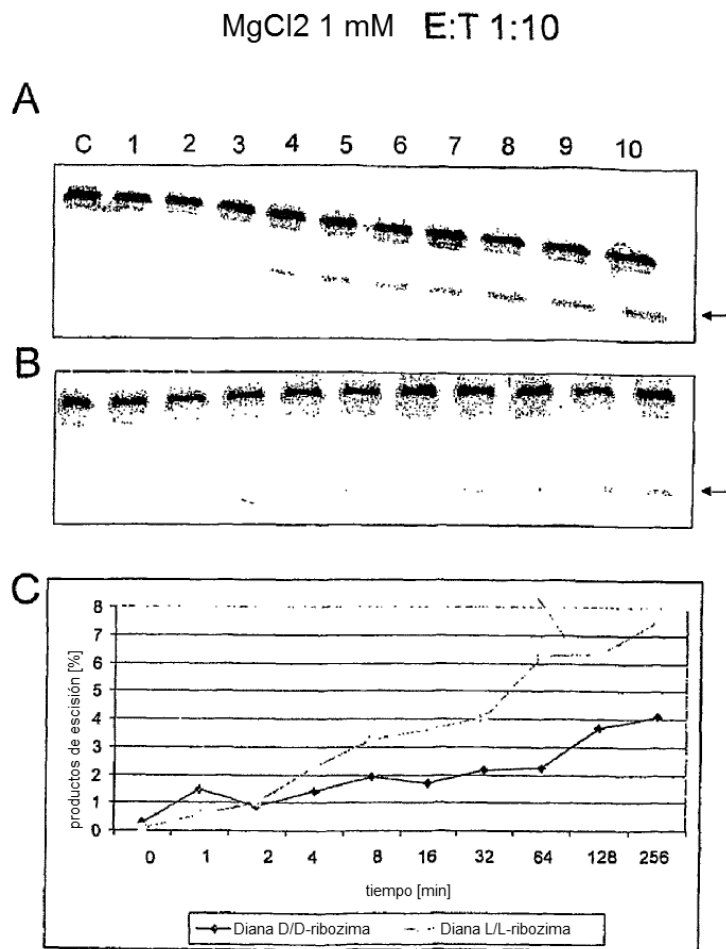 MgCl2 1 mM E:T 1:10
A
C 1 2 3 4 5 6 7 8 9 10
B
C
8
7
6
5
4
3
2
1
0
productos de escisión [%]
0 1 2 4 8 16 32 64 128 256
tiempo [min]
Diana D/D-ribozima Diana L/L-ribozima